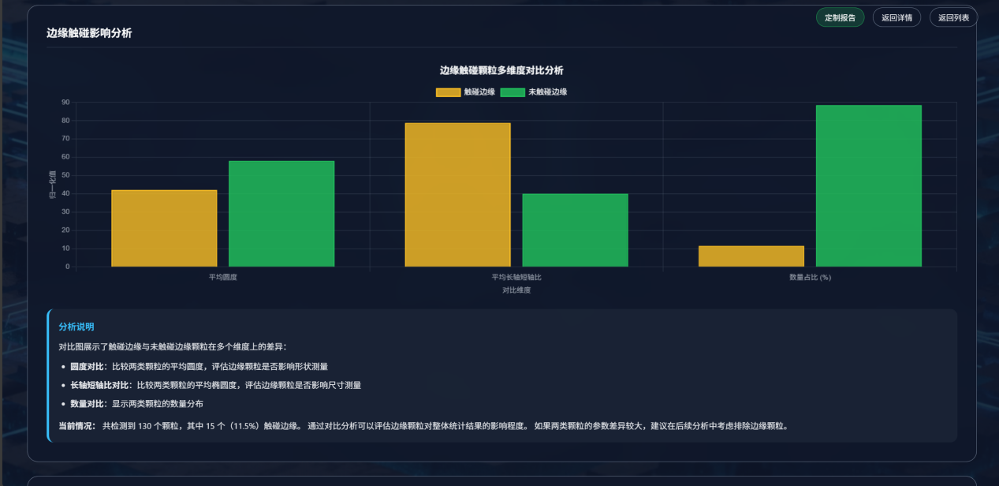 定制报告 返回详情 返回列表
边缘触碰影响分析
边缘触碰颗粒多维度对比分析
触碰边缘 未触碰边缘
90
80
70
60
50
40
30
20
10
0
归一化值
平均圆度 平均长轴短轴比 数量占比 (%)
对比维度
分析说明
对比图展示了触碰边缘与未触碰边缘颗粒在多个维度上的差异：
• 圆度对比：比较两类颗粒的平均圆度，评估边缘颗粒是否影响形状测量
• 长轴短轴比对比：比较两类颗粒的平均椭圆度，评估边缘颗粒是否影响尺寸测量
• 数量对比：显示两类颗粒的数量分布
当前情况： 共检测到 130 个颗粒，其中 15 个（11.5%）触碰边缘。 通过对比分析可以评估边缘颗粒对整体统计结果的影响程度。 如果两类颗粒的参数差异较大，建议在后续分析中考虑排除边缘颗粒。